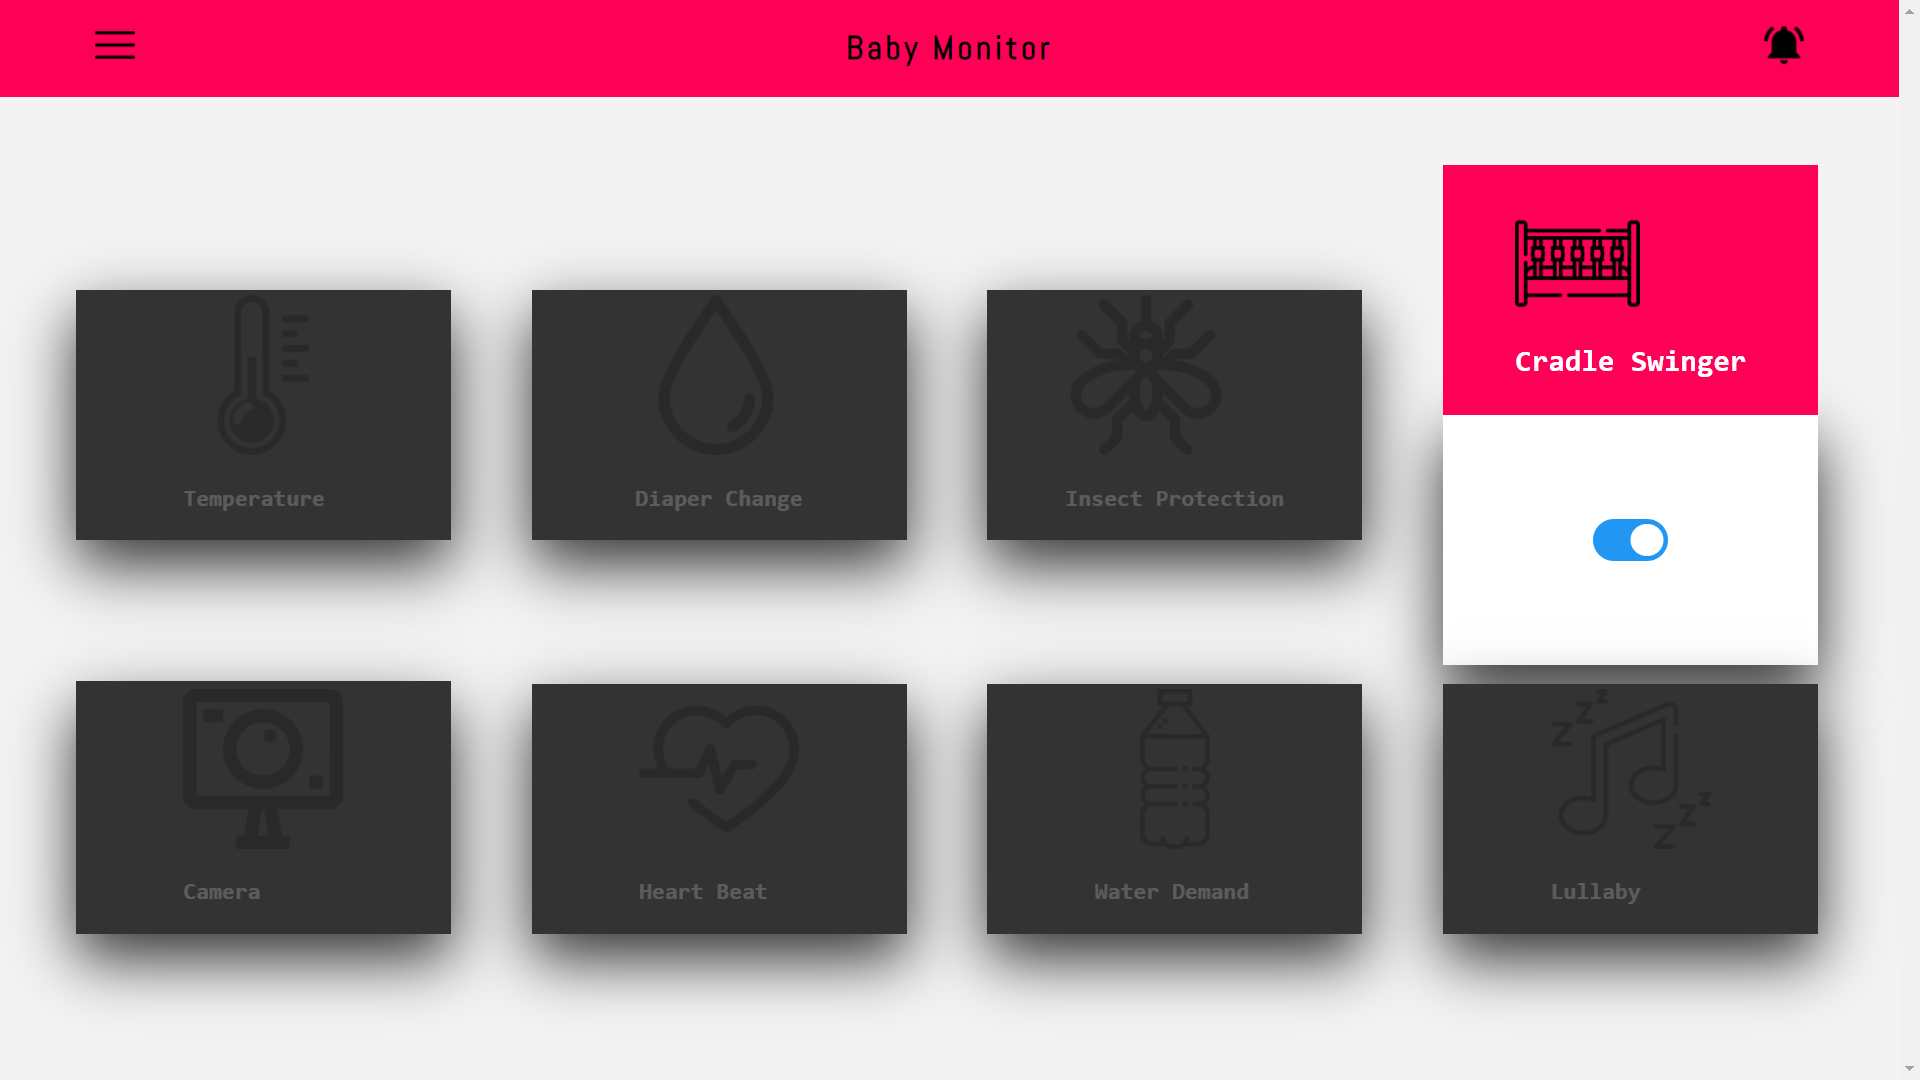 Baby Monitor
Cradle Swinger
Temperature
Diaper Change
Insect Protection
Camera
Heart Beat
Water Demand
z z z
Lullaby
z z z